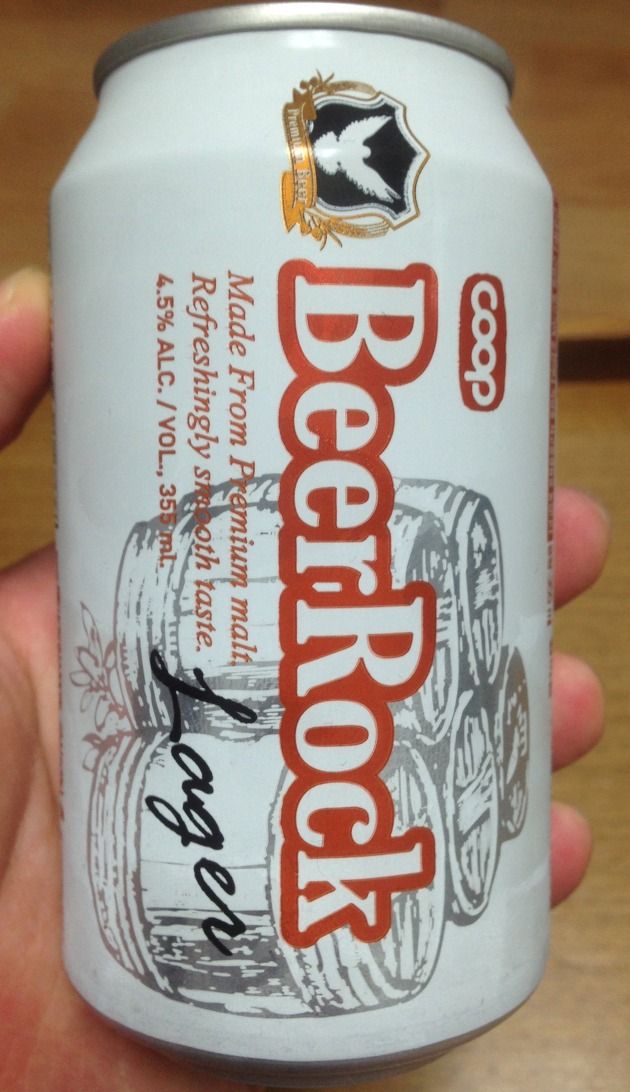 coop
Premium Beer
BeerRock
Made From Premium malt.
Refreshingly smooth taste.
4.5% ALC. / VOL., 355 mL
Lager